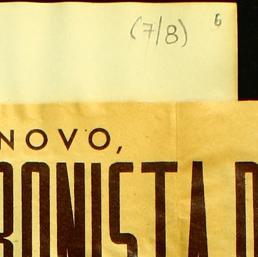 (7/8) 6
NOVO,
RONISTA D